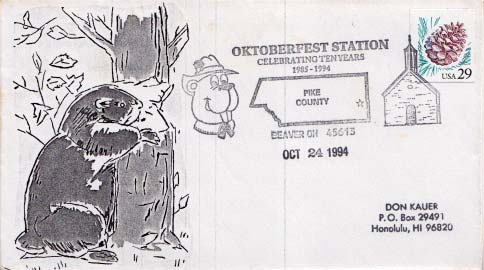 OKTOBERFEST STATION
CELEBRATING TEN YEARS
1985-1994
PIKE
COUNTY
BEAVER OH 45613
OCT 24 1994
USA 29
DON KAUER
P.O. Box 29491
Honolulu, HI 96820